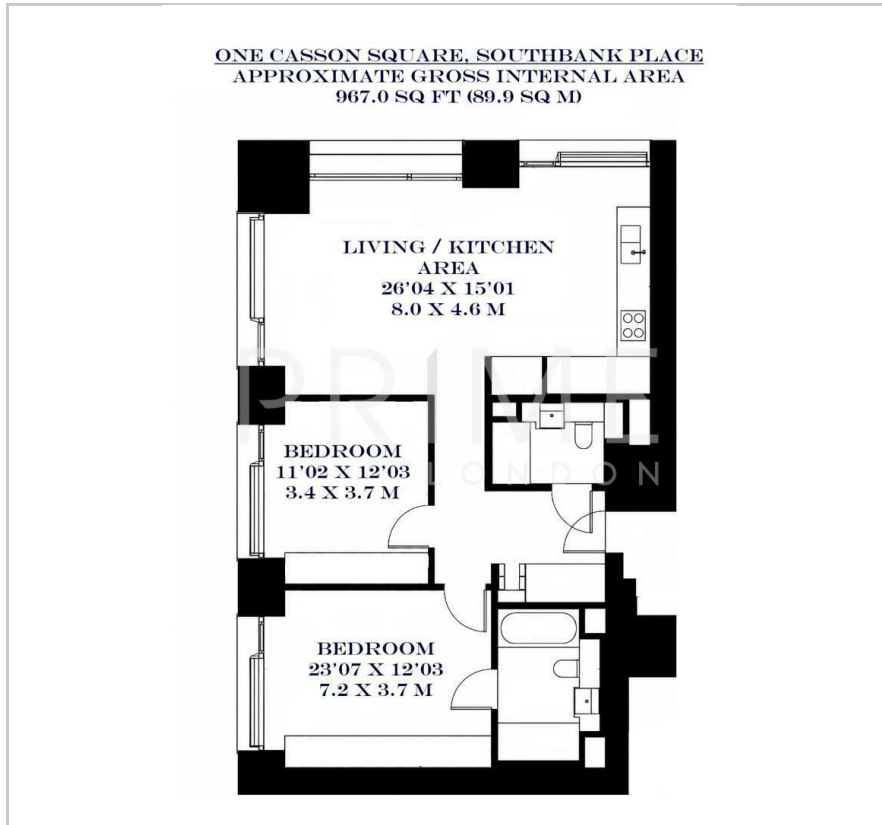 ONE CASSON SQUARE, SOUTHBANK PLACE
APPROXIMATE GROSS INTERNAL AREA
967.0 SQ FT (89.9 SQ M)
LIVING / KITCHEN
AREA
26'04 X 15'01
8.0 X 4.6 M
PRIME
LONDON
BEDROOM
11'02 X 12'03
3.4 X 3.7 M
BEDROOM
23'07 X 12'03
7.2 X 3.7 M